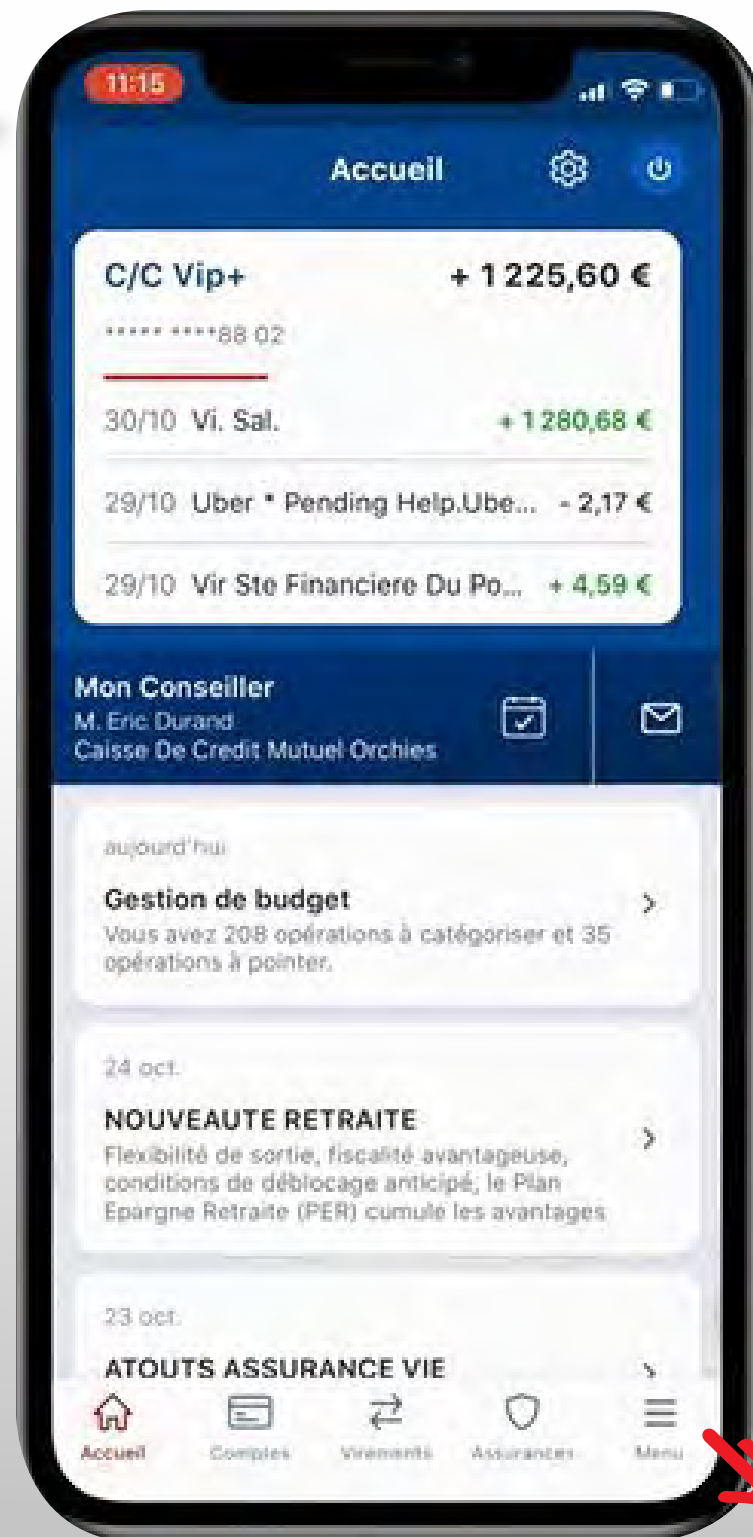 11:15
Accueil
C/C Vip+ + 1 225,60 €
***** ****88 02
30/10 Vi. Sal. + 1 280,68 €
29/10 Uber * Pending Help.Ube... - 2,17 €
29/10 Vir Ste Financiere Du Po... + 4,59 €
Mon Conseiller
M. Eric Durand
Caisse De Credit Mutuel Orchies
aujourd'hui
Gestion de budget
Vous avez 208 opérations à catégoriser et 35
opérations à pointer.
24 oct.
NOUVEAUTE RETRAITE
Flexibilité de sortie, fiscalité avantageuse,
conditions de déblocage anticipé, le Plan
Epargne Retraite (PER) cumule les avantages
23 oct.
ATOUTS ASSURANCE VIE
Accueil Comptes Virements Assurances Menu